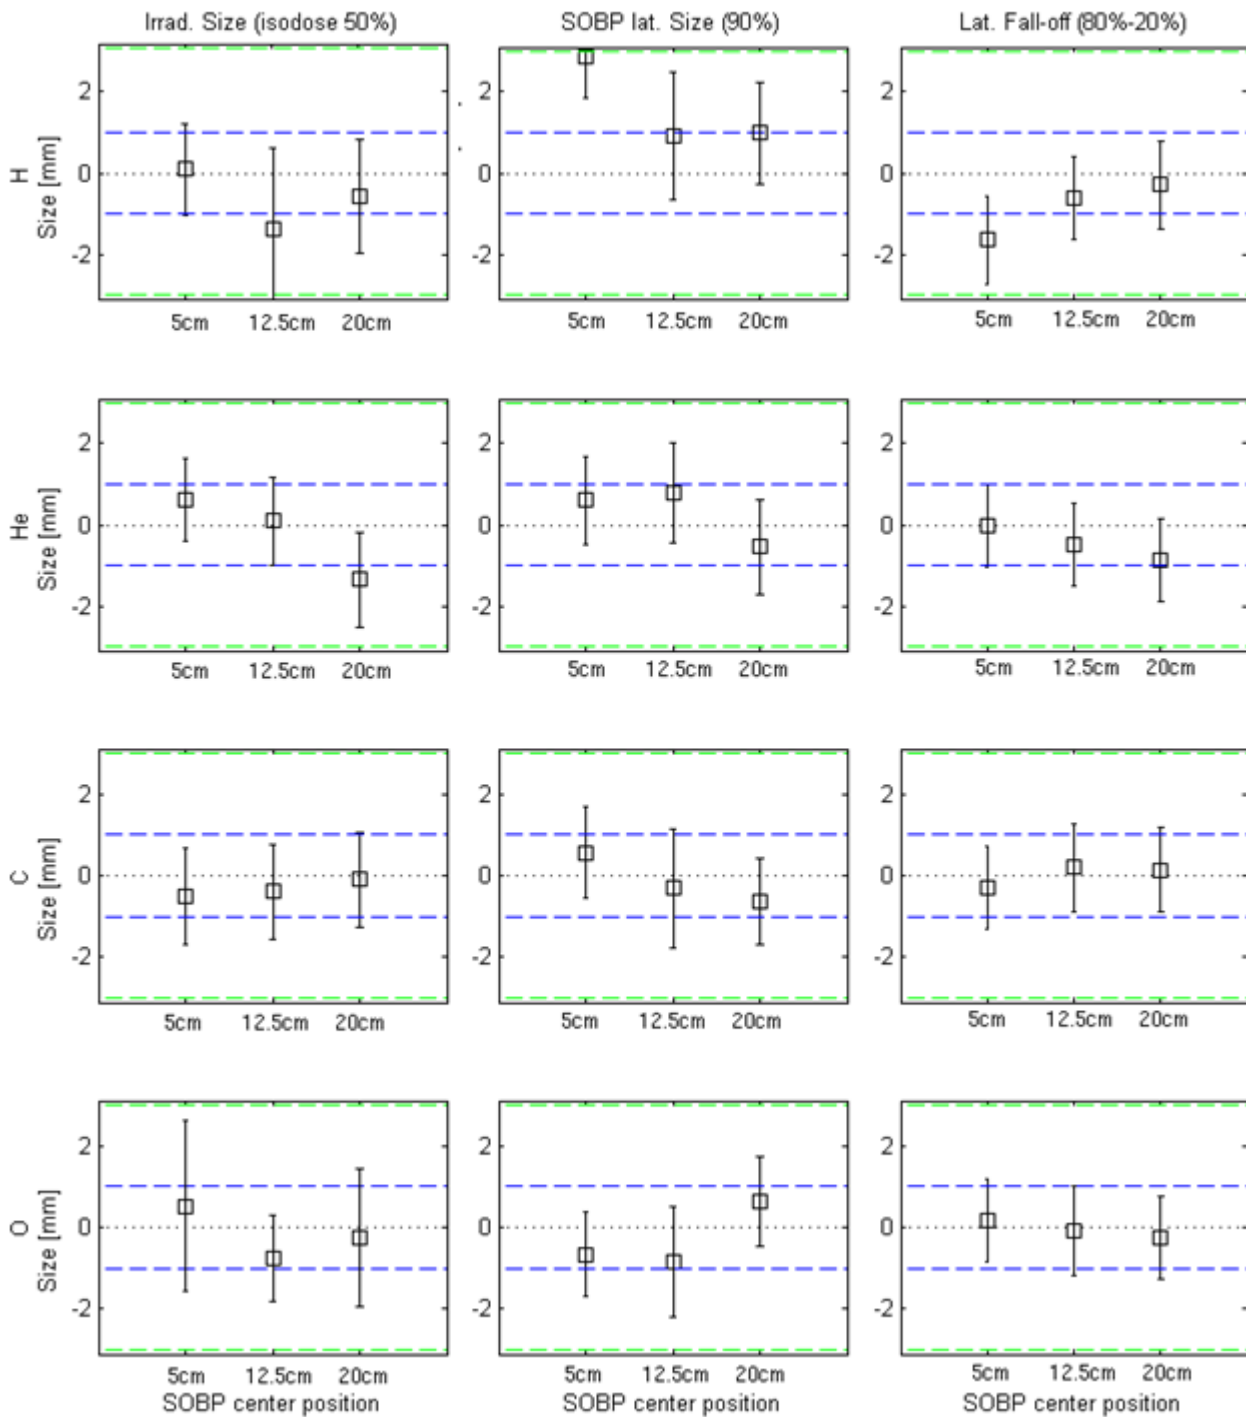 Irrad. Size (isodose 50%) SOBP lat. Size (90%) Lat. Fall-off (80%-20%)
H
Size [mm]
2 2 2
0 0 0
-2 -2 -2
5cm 12.5cm 20cm 5cm 12.5cm 20cm 5cm 12.5cm 20cm
He
Size [mm]
2 2 2
0 0 0
-2 -2 -2
5cm 12.5cm 20cm 5cm 12.5cm 20cm 5cm 12.5cm 20cm
C
Size [mm]
2 2 2
0 0 0
-2 -2 -2
5cm 12.5cm 20cm 5cm 12.5cm 20cm 5cm 12.5cm 20cm
O
Size [mm]
2 2 2
0 0 0
-2 -2 -2
5cm 12.5cm 20cm 5cm 12.5cm 20cm 5cm 12.5cm 20cm
SOBP center position SOBP center position SOBP center position